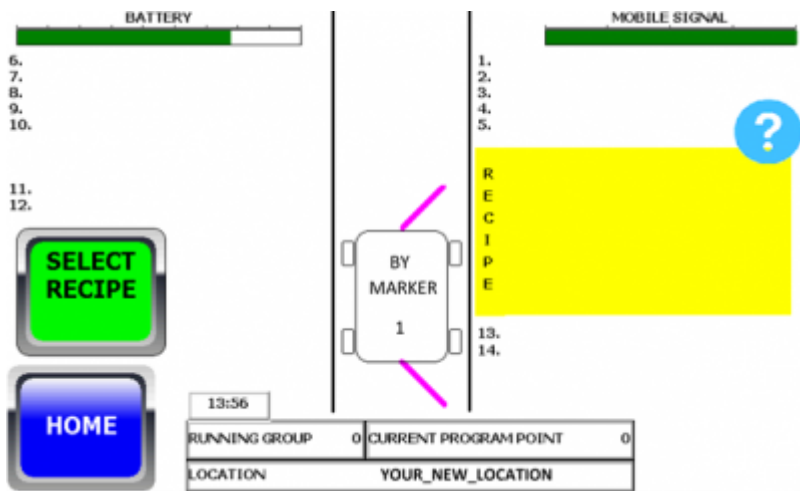 BATTERY
MOBILE SIGNAL
6.
7.
8.
9.
10.
11.
12.
1.
2.
3.
4.
5.
?
R
E
C
I
P
E
13.
14.
SELECT
RECIPE
BY
MARKER
1
HOME
13:56
RUNNING GROUP 0 CURRENT PROGRAM POINT 0
LOCATION YOUR_NEW_LOCATION